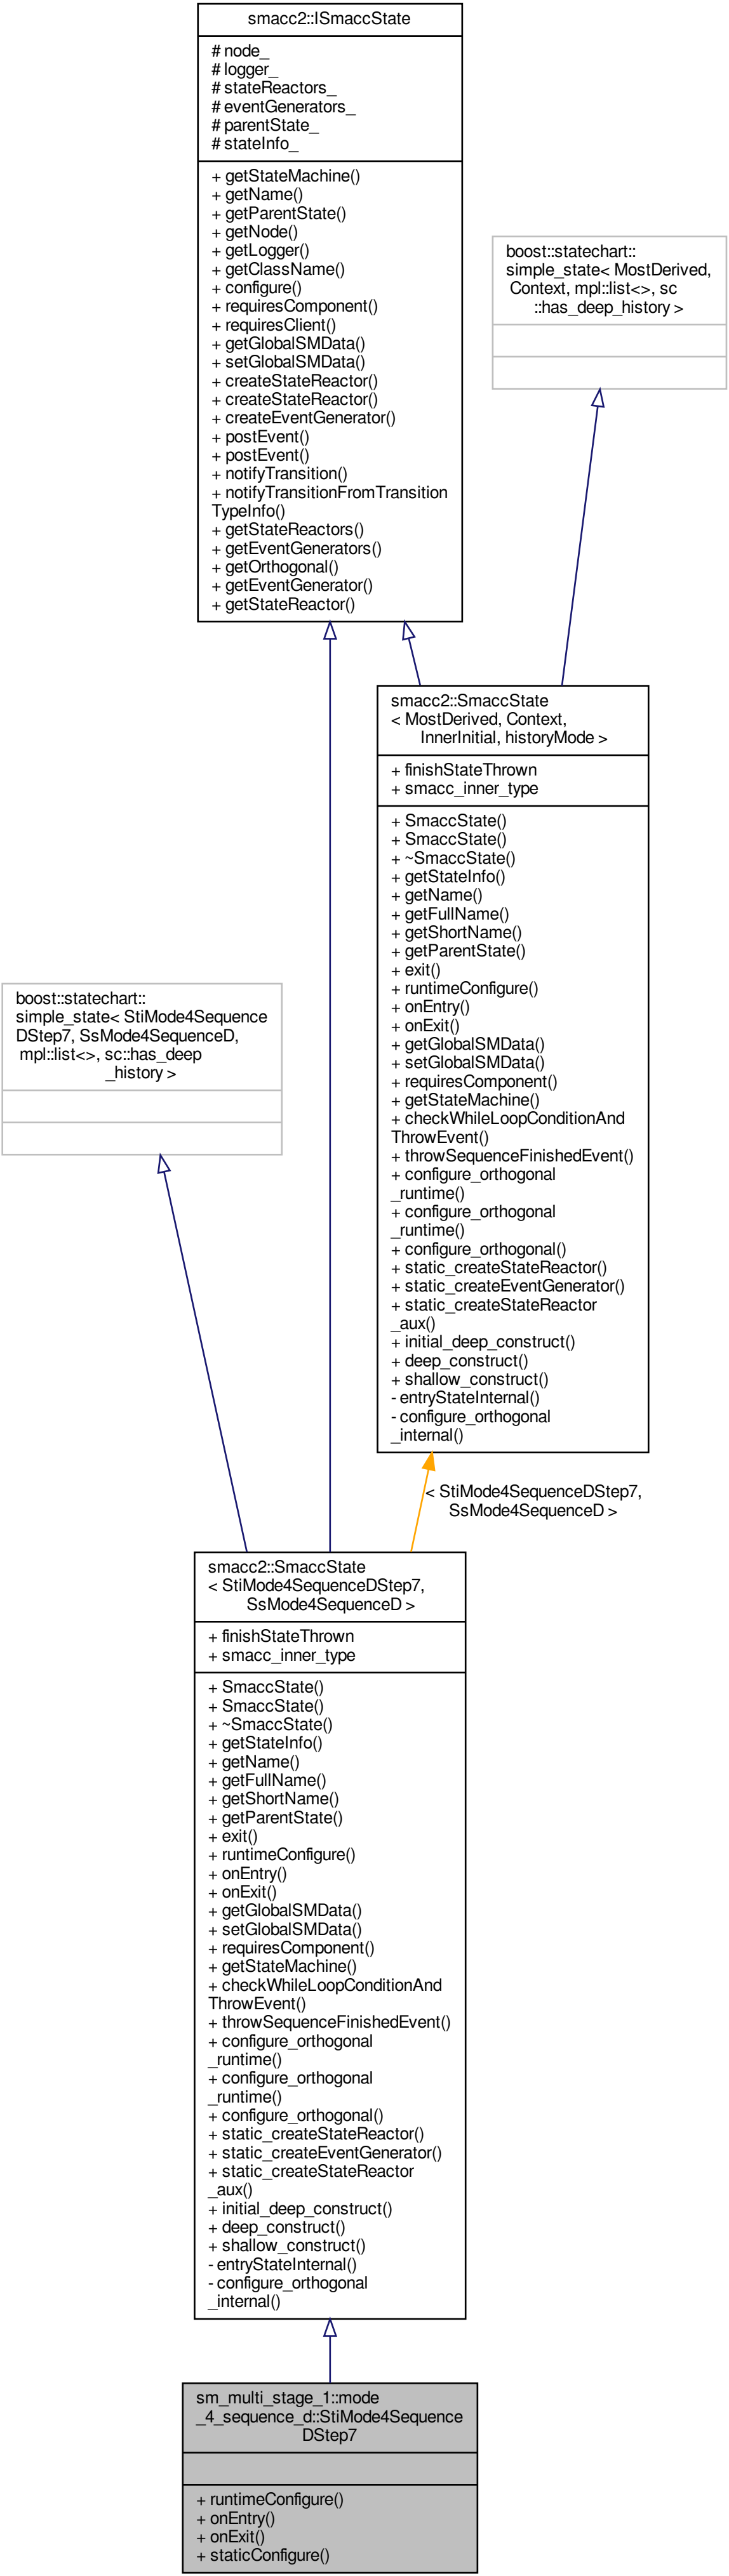 smacc2::ISmaccState
# node_
# logger_
# stateReactors_
# eventGenerators_
# parentState_
# stateInfo_
+ getStateMachine()
+ getName()
+ getParentState()
+ getNode()
+ getLogger()
+ getClassName()
+ configure()
+ requiresComponent()
+ requiresClient()
+ getGlobalSMData()
+ setGlobalSMData()
+ createStateReactor()
+ createStateReactor()
+ createEventGenerator()
+ postEvent()
+ postEvent()
+ notifyTransition()
+ notifyTransitionFromTransition
TypeInfo()
+ getStateReactors()
+ getEventGenerators()
+ getOrthogonal()
+ getEventGenerator()
+ getStateReactor()
boost::statechart::
simple_state< MostDerived,
Context, mpl::list<>, sc
::has_deep_history >
smacc2::SmaccState
< MostDerived, Context,
InnerInitial, historyMode >
+ finishStateThrown
+ smacc_inner_type
+ SmaccState()
+ SmaccState()
+ ~SmaccState()
+ getStateInfo()
+ getName()
+ getFullName()
+ getShortName()
+ getParentState()
+ exit()
+ runtimeConfigure()
+ onEntry()
+ onExit()
+ getGlobalSMData()
+ setGlobalSMData()
+ requiresComponent()
+ getStateMachine()
+ checkWhileLoopConditionAnd
ThrowEvent()
+ throwSequenceFinishedEvent()
+ configure_orthogonal
_runtime()
+ configure_orthogonal
_runtime()
+ configure_orthogonal()
+ static_createStateReactor()
+ static_createEventGenerator()
+ static_createStateReactor
_aux()
+ initial_deep_construct()
+ deep_construct()
+ shallow_construct()
- entryStateInternal()
- configure_orthogonal
_internal()
boost::statechart::
simple_state< StiMode4Sequence
DStep7, SsMode4SequenceD,
mpl::list<>, sc::has_deep
_history >
< StiMode4SequenceDStep7,
SsMode4SequenceD >
smacc2::SmaccState
< StiMode4SequenceDStep7,
SsMode4SequenceD >
+ finishStateThrown
+ smacc_inner_type
+ SmaccState()
+ SmaccState()
+ ~SmaccState()
+ getStateInfo()
+ getName()
+ getFullName()
+ getShortName()
+ getParentState()
+ exit()
+ runtimeConfigure()
+ onEntry()
+ onExit()
+ getGlobalSMData()
+ setGlobalSMData()
+ requiresComponent()
+ getStateMachine()
+ checkWhileLoopConditionAnd
ThrowEvent()
+ throwSequenceFinishedEvent()
+ configure_orthogonal
_runtime()
+ configure_orthogonal
_runtime()
+ configure_orthogonal()
+ static_createStateReactor()
+ static_createEventGenerator()
+ static_createStateReactor
_aux()
+ initial_deep_construct()
+ deep_construct()
+ shallow_construct()
- entryStateInternal()
- configure_orthogonal
_internal()
sm_multi_stage_1::mode
_4_sequence_d::StiMode4Sequence
DStep7
+ runtimeConfigure()
+ onEntry()
+ onExit()
+ staticConfigure()